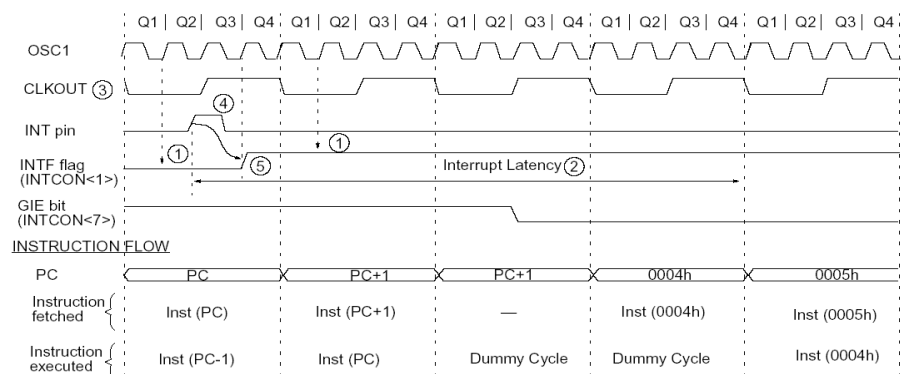 Q1 | Q2 | Q3 | Q4 | Q1 | Q2 | Q3 | Q4 | Q1 | Q2 | Q3 | Q4 | Q1 | Q2 | Q3 | Q4 | Q1 | Q2 | Q3 | Q4
OSC1
CLKOUT ③
④
INT pin
① ①
INTF flag
(INTCON<1>)
⑤ Interrupt Latency ②
GIE bit
(INTCON<7>)
INSTRUCTION FLOW
PC PC PC+1 PC+1 0004h 0005h
Instruction
fetched
Inst (PC) Inst (PC+1) — Inst (0004h) Inst (0005h)
Instruction
executed
Inst (PC-1) Inst (PC) Dummy Cycle Dummy Cycle Inst (0004h)